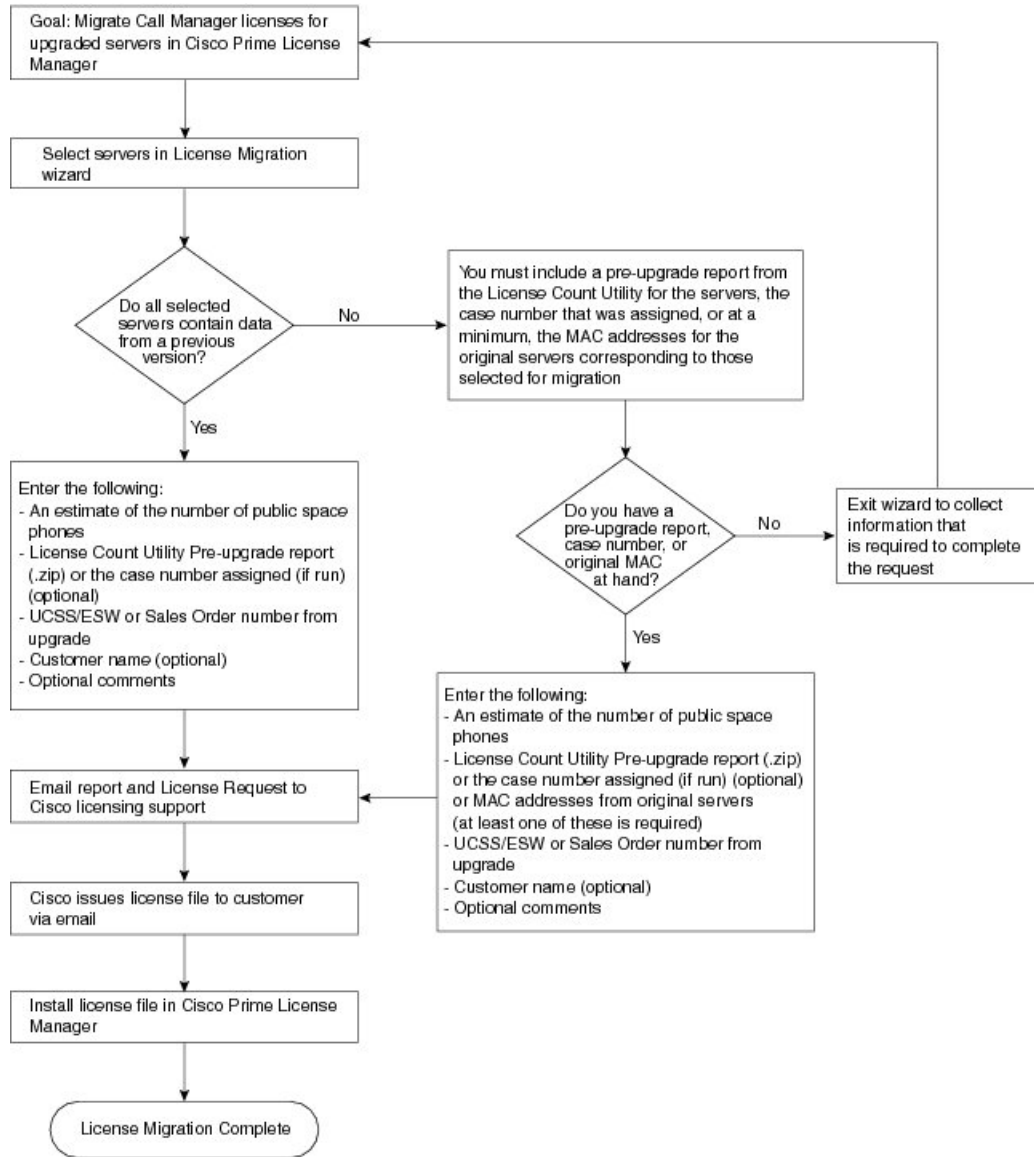 Goal: Migrate Call Manager licenses for
upgraded servers in Cisco Prime License
Manager
Select servers in License Migration
wizard
Do all selected
servers contain data
from a previous
version?
No
You must include a pre-upgrade report from
the License Count Utility for the servers, the
case number that was assigned, or at a
minimum, the MAC addresses for the
original servers corresponding to those
selected for migration
Yes
Enter the following:
- An estimate of the number of public space
phones
- License Count Utility Pre-upgrade report
(.zip) or the case number assigned (if run)
(optional)
- UCSS/ESW or Sales Order number from
upgrade
- Customer name (optional)
- Optional comments
Do you have a
pre-upgrade report,
case number, or
original MAC
at hand?
No
Exit wizard to collect
information that
is required to complete
the request
Yes
Enter the following:
- An estimate of the number of public space
phones
- License Count Utility Pre-upgrade report (.zip)
or the case number assigned (if run) (optional)
or MAC addresses from original servers
(at least one of these is required)
- UCSS/ESW or Sales Order number from
upgrade
- Customer name (optional)
- Optional comments
Email report and License Request to
Cisco licensing support
Cisco issues license file to customer
via email
Install license file in Cisco Prime License
Manager
License Migration Complete